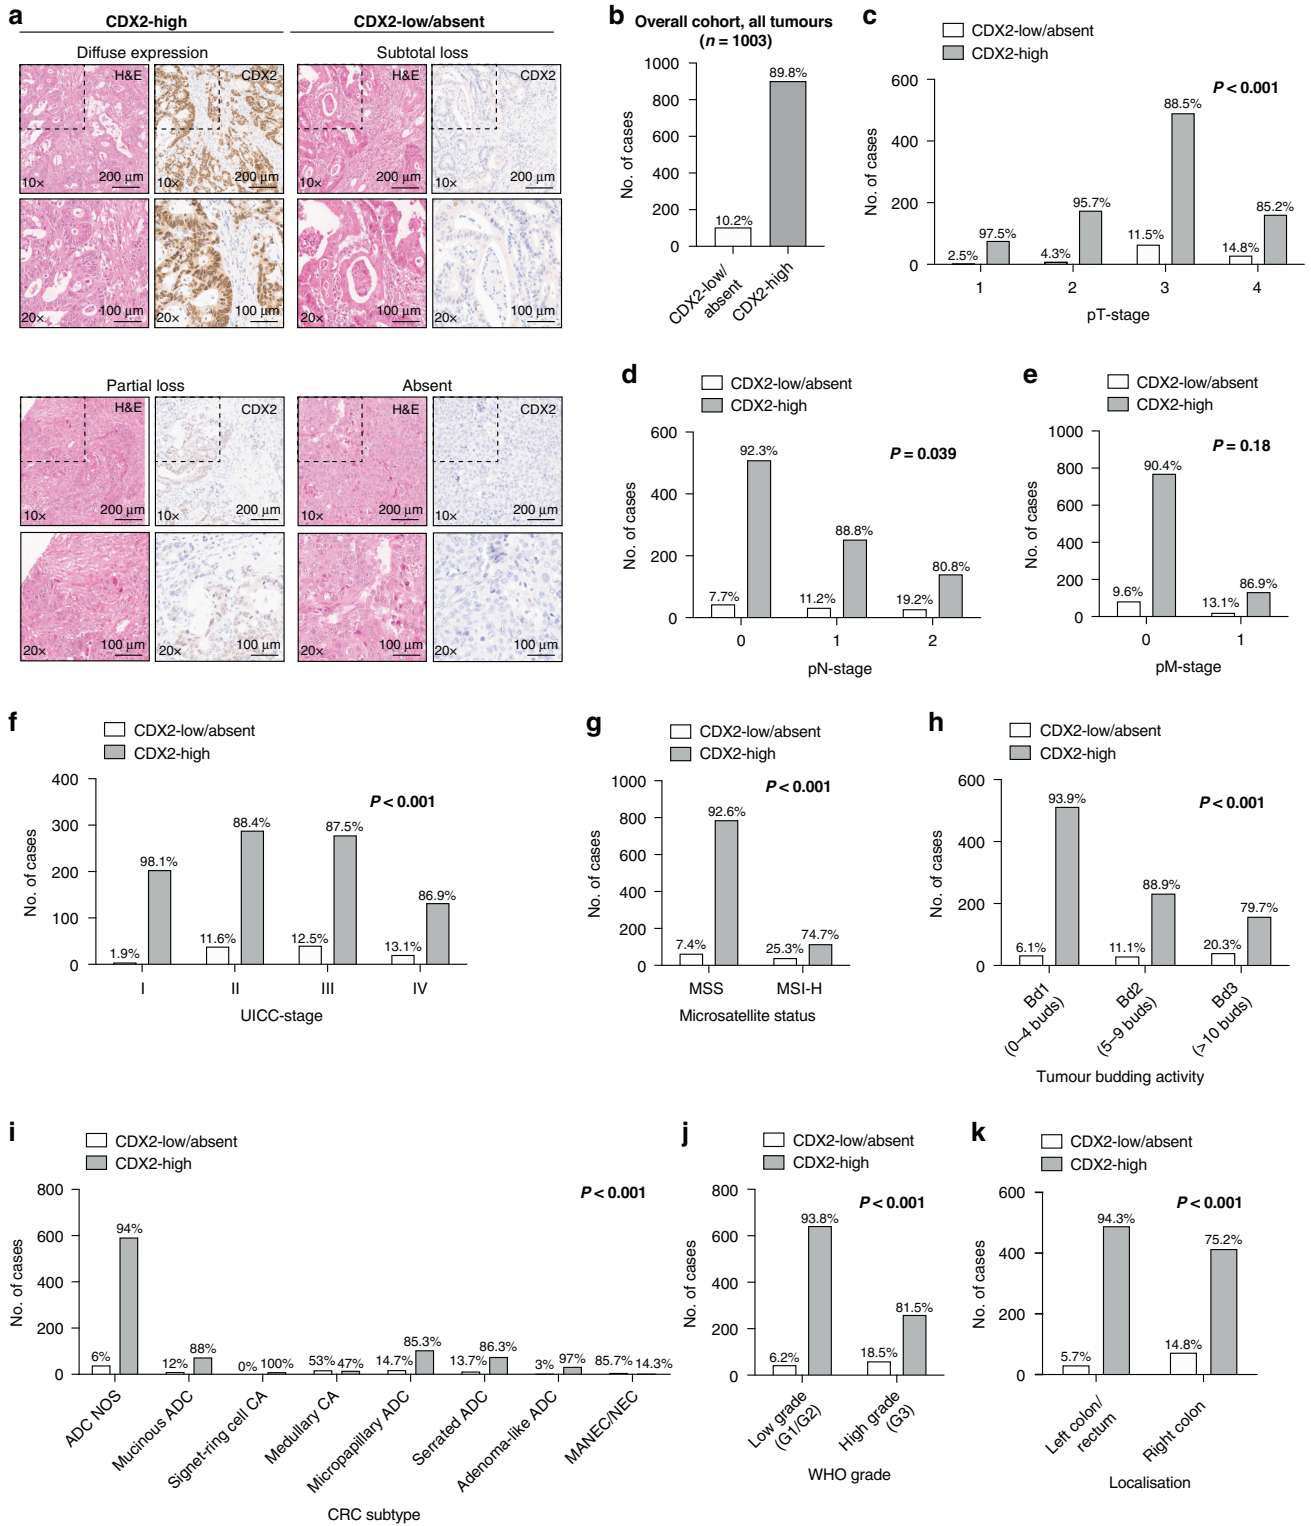 a
CDX2-high
CDX2-low/absent
Diffuse expression
Subtotal loss
H&E
CDX2
H&E
CDX2
10×
200 µm
10×
200 µm
10×
200 µm
10×
200 µm
20×
100 µm
20×
100 µm
20×
100 µm
20×
100 µm
Partial loss
Absent
H&E
CDX2
H&E
CDX2
10×
200 µm
10×
200 µm
10×
200 µm
10×
200 µm
20×
100 µm
20×
100 µm
20×
100 µm
20×
100 µm
b
Overall cohort, all tumours
(n = 1003)
No. of cases
1000
800
600
400
200
0
10.2%
89.8%
CDX2-low/
absent
CDX2-high
c
CDX2-low/absent
CDX2-high
P < 0.001
No. of cases
600
400
200
0
2.5%
97.5%
4.3%
95.7%
11.5%
88.5%
14.8%
85.2%
1
2
3
4
pT-stage
d
CDX2-low/absent
CDX2-high
P = 0.039
No. of cases
600
400
200
0
7.7%
92.3%
11.2%
88.8%
19.2%
80.8%
0
1
2
pN-stage
e
CDX2-low/absent
CDX2-high
P = 0.18
No. of cases
1000
800
600
400
200
0
9.6%
90.4%
13.1%
86.9%
0
1
pM-stage
f
CDX2-low/absent
CDX2-high
P < 0.001
No. of cases
400
300
200
100
0
1.9%
98.1%
11.6%
88.4%
12.5%
87.5%
13.1%
86.9%
I
II
III
IV
UICC-stage
g
CDX2-low/absent
CDX2-high
P < 0.001
No. of cases
1000
800
600
400
200
0
7.4%
92.6%
25.3%
74.7%
MSS
MSI-H
Microsatellite status
h
CDX2-low/absent
CDX2-high
P < 0.001
No. of cases
600
400
200
0
6.1%
93.9%
11.1%
88.9%
20.3%
79.7%
Bd1
(0–4 buds)
Bd2
(5–9 buds)
Bd3
(>10 buds)
Tumour budding activity
i
CDX2-low/absent
CDX2-high
P < 0.001
No. of cases
800
600
400
200
0
6%
94%
12%
88%
0%
100%
53%
47%
14.7%
85.3%
13.7%
86.3%
3%
97%
85.7%
14.3%
ADC NOS
Mucinous ADC
Signet-ring cell CA
Medullary CA
Micropapillary ADC
Serrated ADC
Adenoma-like ADC
MANEC/NEC
CRC subtype
j
CDX2-low/absent
CDX2-high
P < 0.001
No. of cases
800
600
400
200
0
6.2%
93.8%
18.5%
81.5%
Low grade
(G1/G2)
High grade
(G3)
WHO grade
k
CDX2-low/absent
CDX2-high
P < 0.001
No. of cases
600
400
200
0
5.7%
94.3%
14.8%
75.2%
Left colon/
rectum
Right colon
Localisation